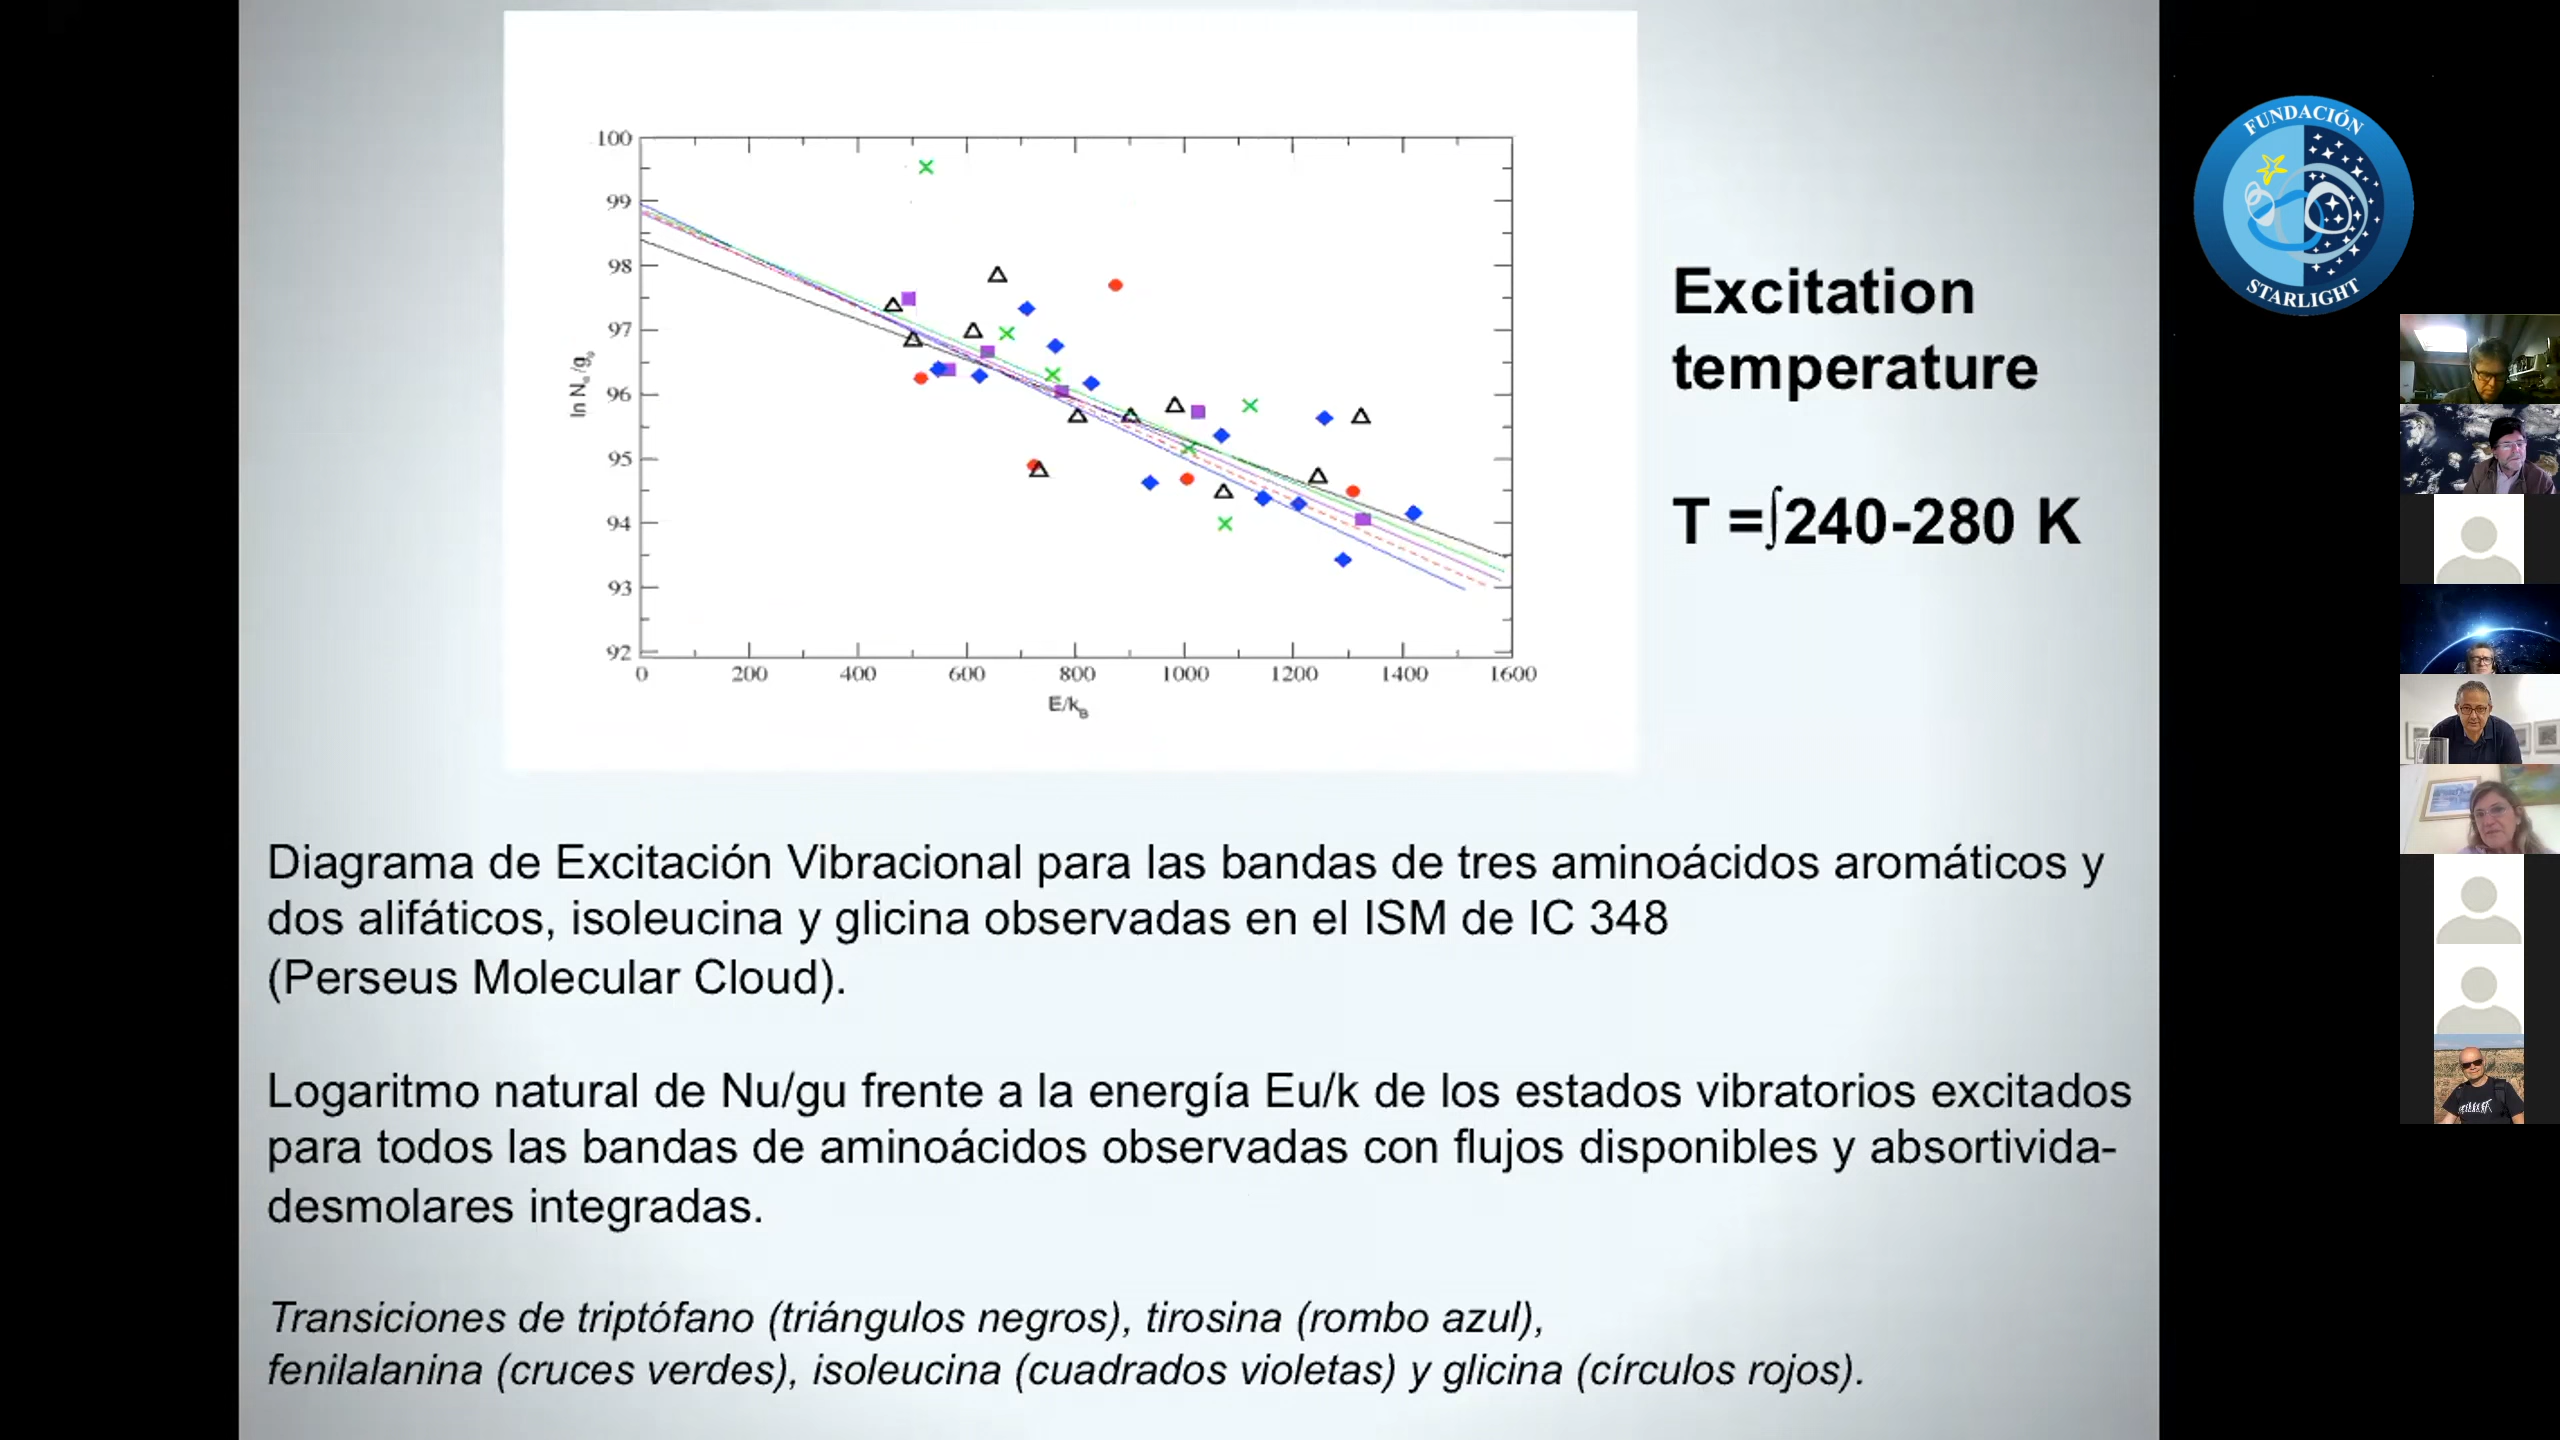 100
99
98
97
96
95
94
93
92
ln Nu/gu
0 200 400 600 800 1000 1200 1400 1600
E/kB
Excitation
temperature
T =∫240-280 K
Diagrama de Excitación Vibracional para las bandas de tres aminoácidos aromáticos y
dos alifáticos, isoleucina y glicina observadas en el ISM de IC 348
(Perseus Molecular Cloud).
Logaritmo natural de Nu/gu frente a la energía Eu/k de los estados vibratorios excitados
para todos las bandas de aminoácidos observadas con flujos disponibles y absortivida-
desmolares integradas.
Transiciones de triptófano (triángulos negros), tirosina (rombo azul),
fenilalanina (cruces verdes), isoleucina (cuadrados violetas) y glicina (círculos rojos).
FUNDACIÓN
STARLIGHT